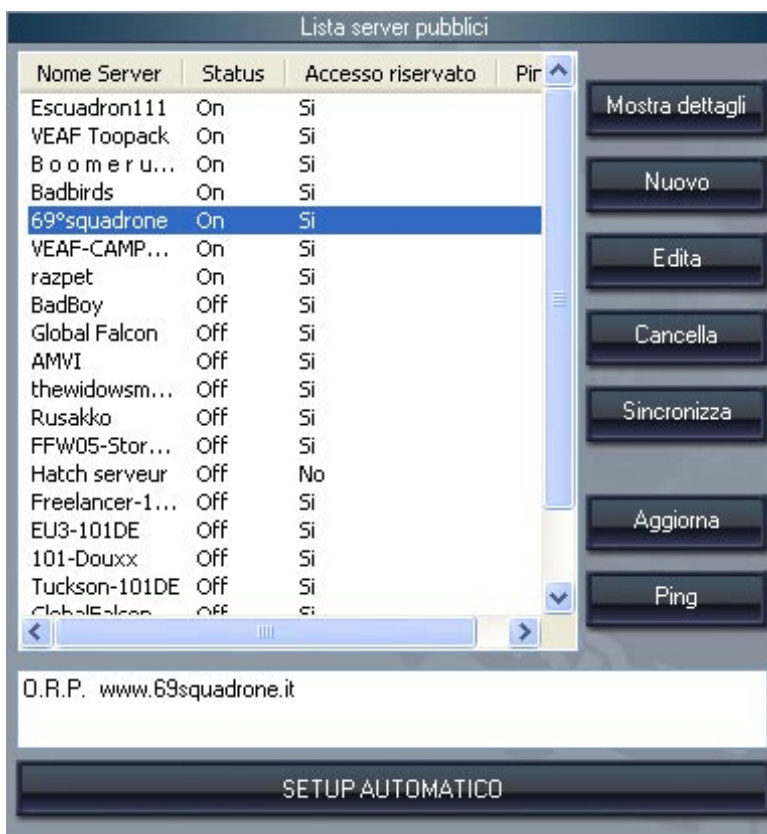 Lista server pubblici
Nome Server Status Accesso riservato Pir
Escuadron111 On Si
VEAF Toopack On Si
B o o m e r u... On Si
Badbirds On Si
69°squadrone On Si
VEAF-CAMP... On Si
razpet On Si
BadBoy Off Si
Global Falcon Off Si
AMVI Off Si
thewidowsm... Off Si
Rusakko Off Si
FFW05-Stor... Off Si
Hatch serveur Off No
Freelancer-1... Off Si
EU3-101DE Off Si
101-Douxx Off Si
Tuckson-101DE Off Si
GlobalFalcon Off Si
Mostra dettagli
Nuovo
Edita
Cancella
Sincronizza
Aggiorna
Ping
O.R.P. www.69squadrone.it
SETUP AUTOMATICO